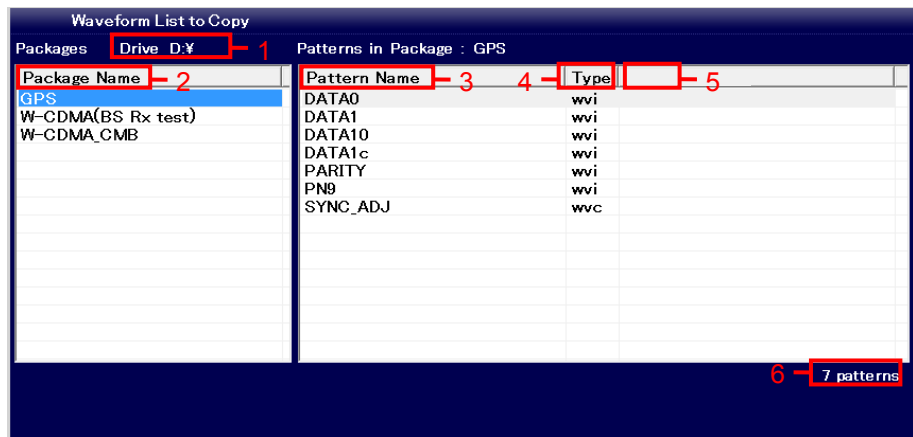 Waveform List to Copy
Packages Drive D:¥ 1 Patterns in Package : GPS
Package Name 2 Pattern Name 3 4 Type 5
GPS DATA0 wvi
W-CDMA(BS Rx test) DATA1 wvi
W-CDMA_CMB DATA10 wvi
DATA1c wvi
PARITY wvi
PN9 wvi
SYNC_ADJ wvc
6 7 patterns